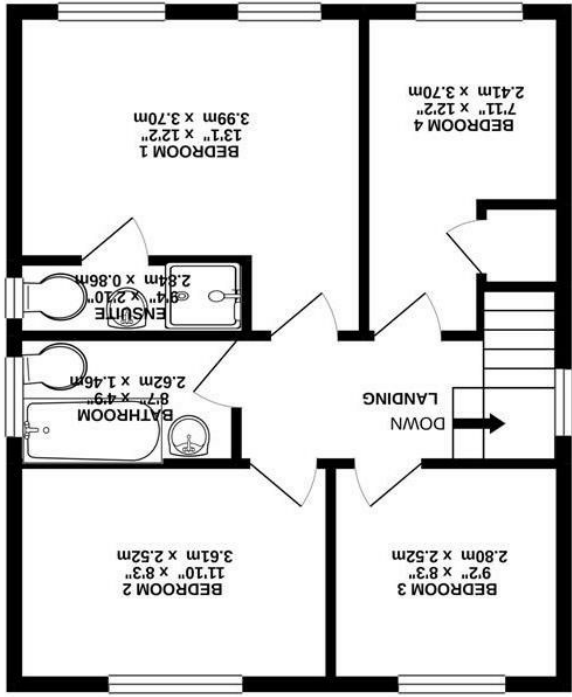 BEDROOM 3
9'2" x 8'3"
2.80m x 2.52m
BEDROOM 2
11'10" x 8'3"
3.61m x 2.52m
DOWN
LANDING
BATHROOM
8'7" x 4'9"
2.62m x 1.46m
ENSUITE
9'4" x 2'10"
2.84m x 0.86m
BEDROOM 4
7'11" x 12'2"
2.41m x 3.70m
BEDROOM 1
13'1" x 12'2"
3.99m x 3.70m